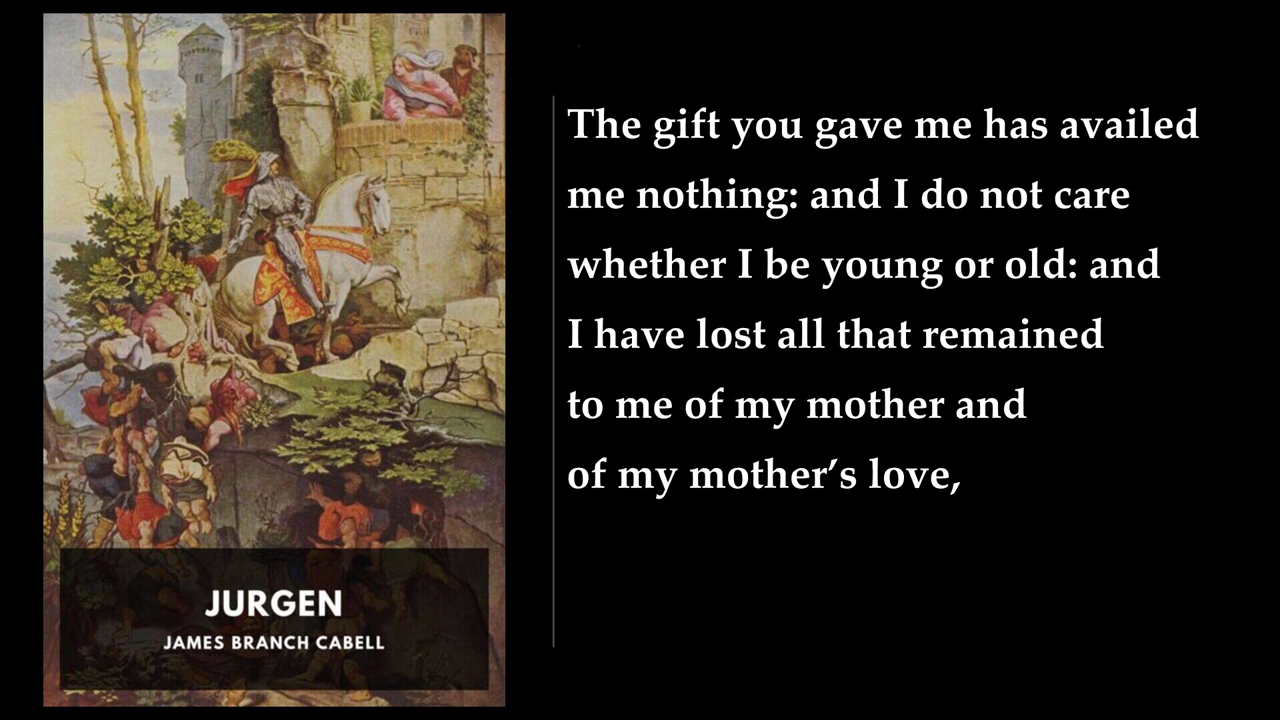 JURGEN
JAMES BRANCH CABELL
The gift you gave me has availed
me nothing: and I do not care
whether I be young or old: and
I have lost all that remained
to me of my mother and
of my mother’s love,